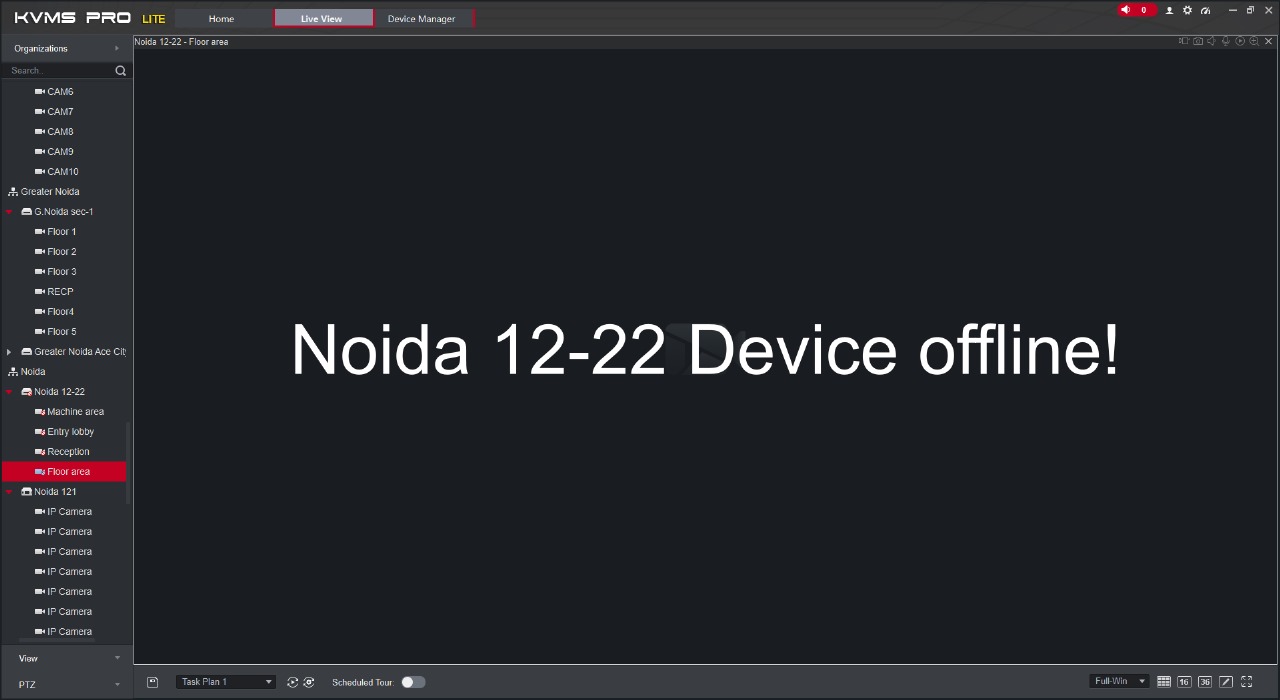 KVMS PRO LITE
Home
Live View
Device Manager
0
Organizations
Noida 12-22 - Floor area
Search..
CAM6
CAM7
CAM8
CAM9
CAM10
Greater Noida
G.Noida sec-1
Floor 1
Floor 2
Floor 3
RECP
Floor4
Floor 5
Greater Noida Ace City
Noida
Noida 12-22
Machine area
Entry lobby
Reception
Floor area
Noida 121
IP Camera
IP Camera
IP Camera
IP Camera
IP Camera
IP Camera
IP Camera
Noida 12-22 Device offline!
View
PTZ
Task Plan 1
Scheduled Tour:
Full-Win
16
36